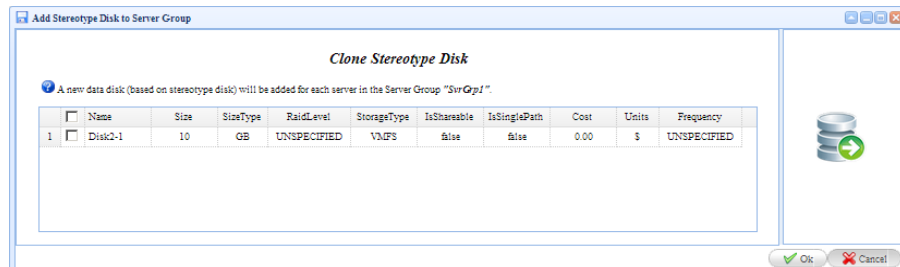 Add Stereotype Disk to Server Group
Clone Stereotype Disk
A new data disk (based on stereotype disk) will be added for each server in the Server Group "SvrGrp1".
Name Size SizeType RaidLevel StorageType IsShareable IsSinglePath Cost Units Frequency
1 Disk2-1 10 GB UNSPECIFIED VMFS false false 0.00 $ UNSPECIFIED
Ok Cancel